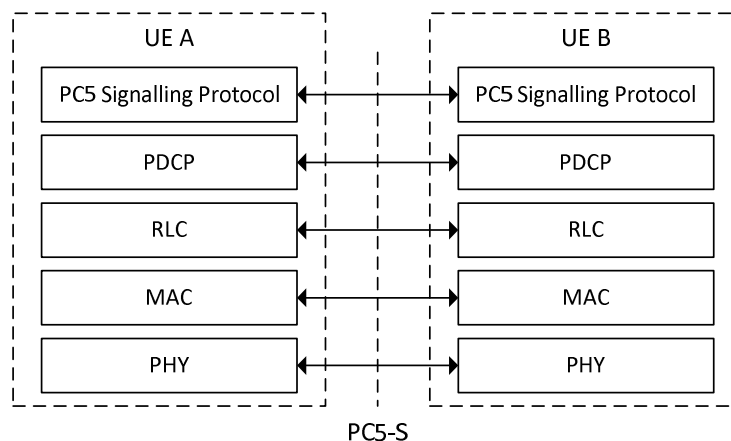 UE A
UE B
PC5 Signalling Protocol
PC5 Signalling Protocol
PDCP
PDCP
RLC
RLC
MAC
MAC
PHY
PHY
PC5-S